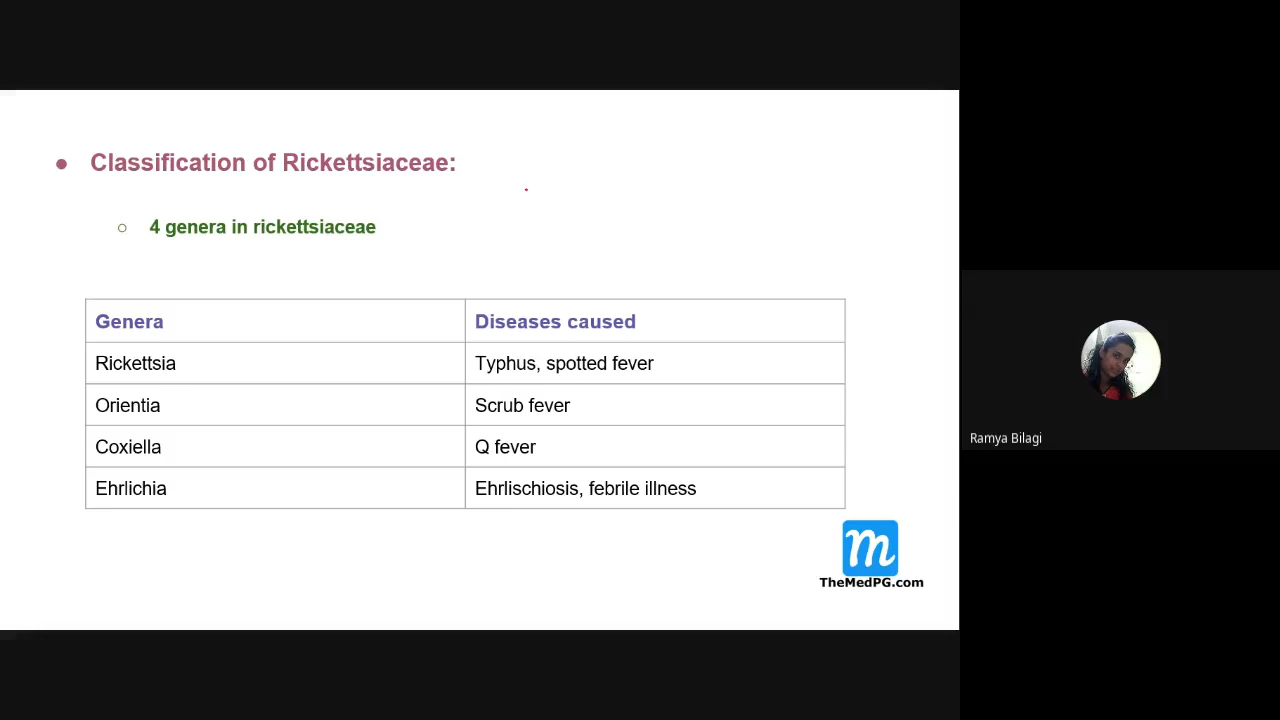 Classification of Rickettsiaceae:
4 genera in rickettsiaceae
Genera Diseases caused
Rickettsia Typhus, spotted fever
Orientia Scrub fever
Coxiella Q fever
Ehrlichia Ehrlischiosis, febrile illness
m
TheMedPG.com
Ramya Bilagi